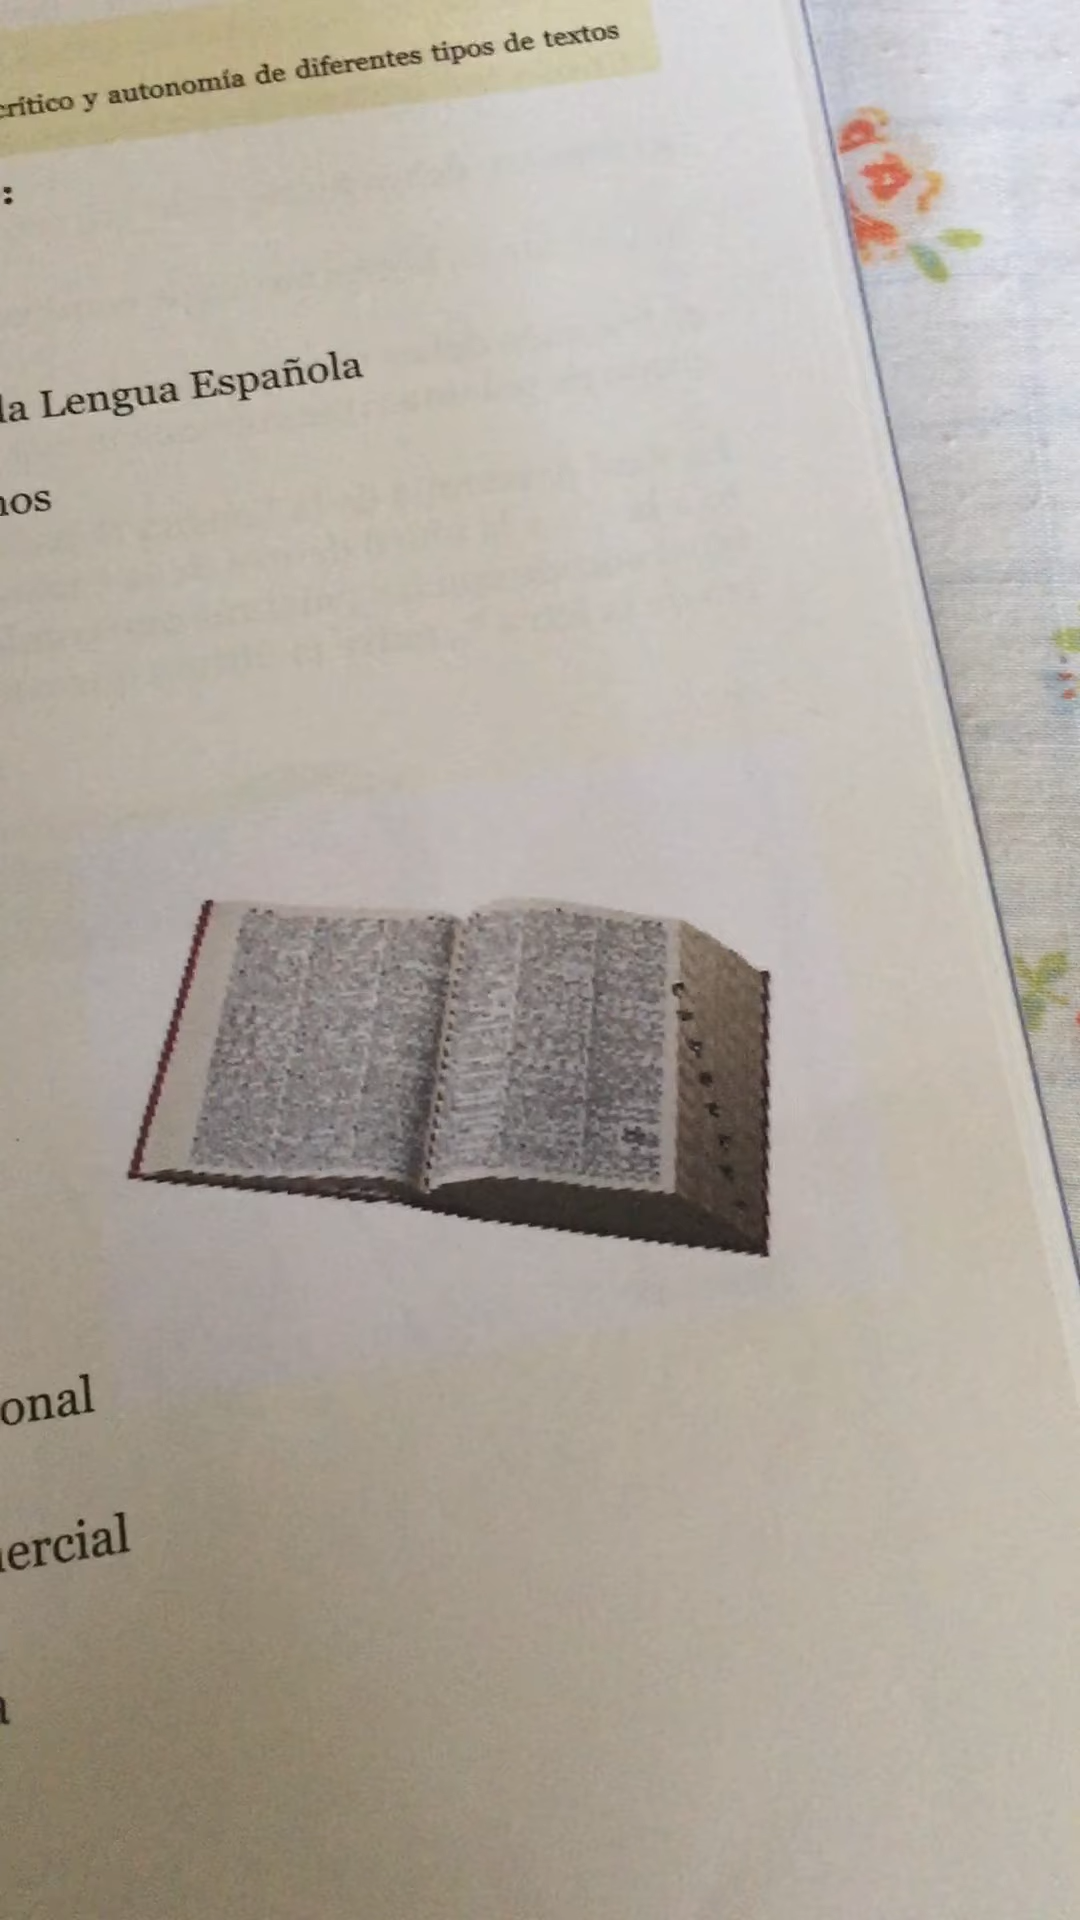 crítico y autonomía de diferentes tipos de textos
:
la Lengua Española
nos
onal
ercial
a